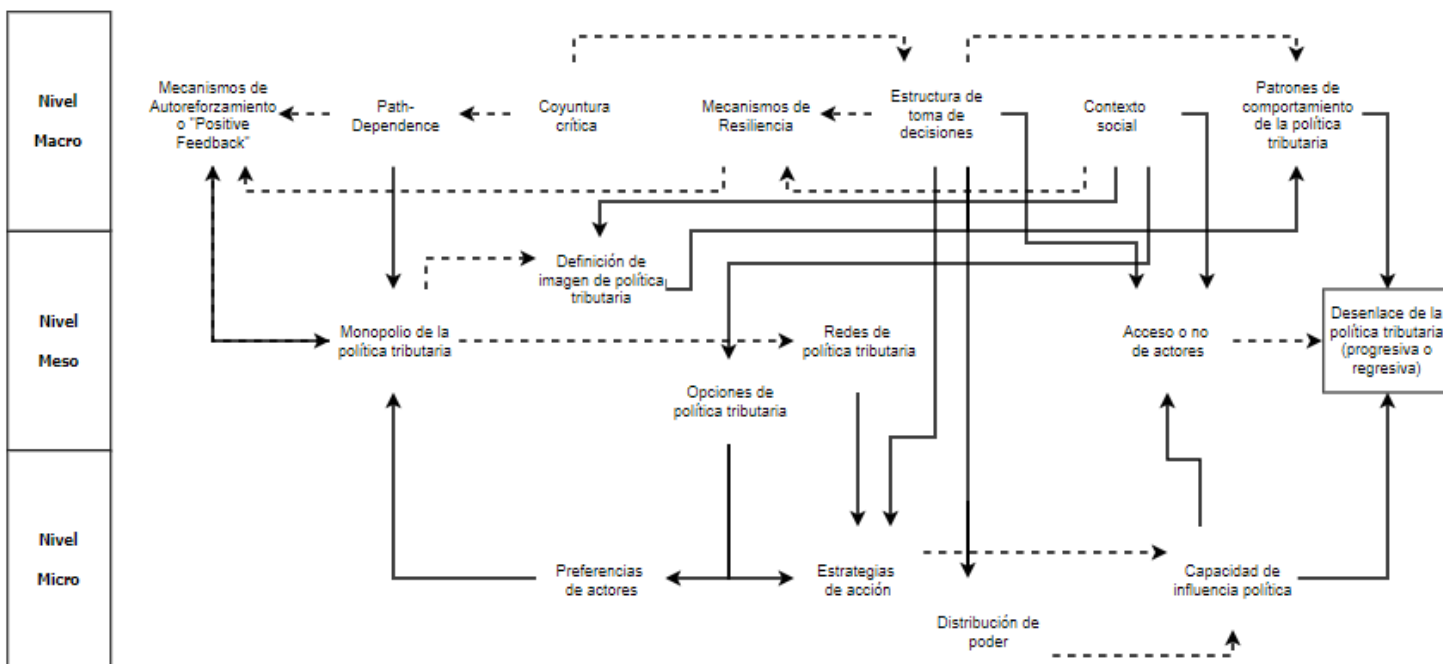 Nivel
Macro
Mecanismos de
Autoreforzamiento
o "Positive
Feedback"
Path-
Dependence
Coyuntura
crítica
Mecanismos de
Resiliencia
Estructura de
toma de
decisiones
Contexto
social
Patrones de
comportamiento
de la política
tributaria
Nivel
Meso
Definición de
imagen de política
tributaria
Monopolio de la
política tributaria
Redes de
política tributaria
Opciones de
política tributaria
Acceso o no
de actores
Desenlace de la
política tributaria
(progresiva o
regresiva)
Nivel
Micro
Preferencias
de actores
Estrategias
de acción
Distribución de
poder
Capacidad de
influencia política